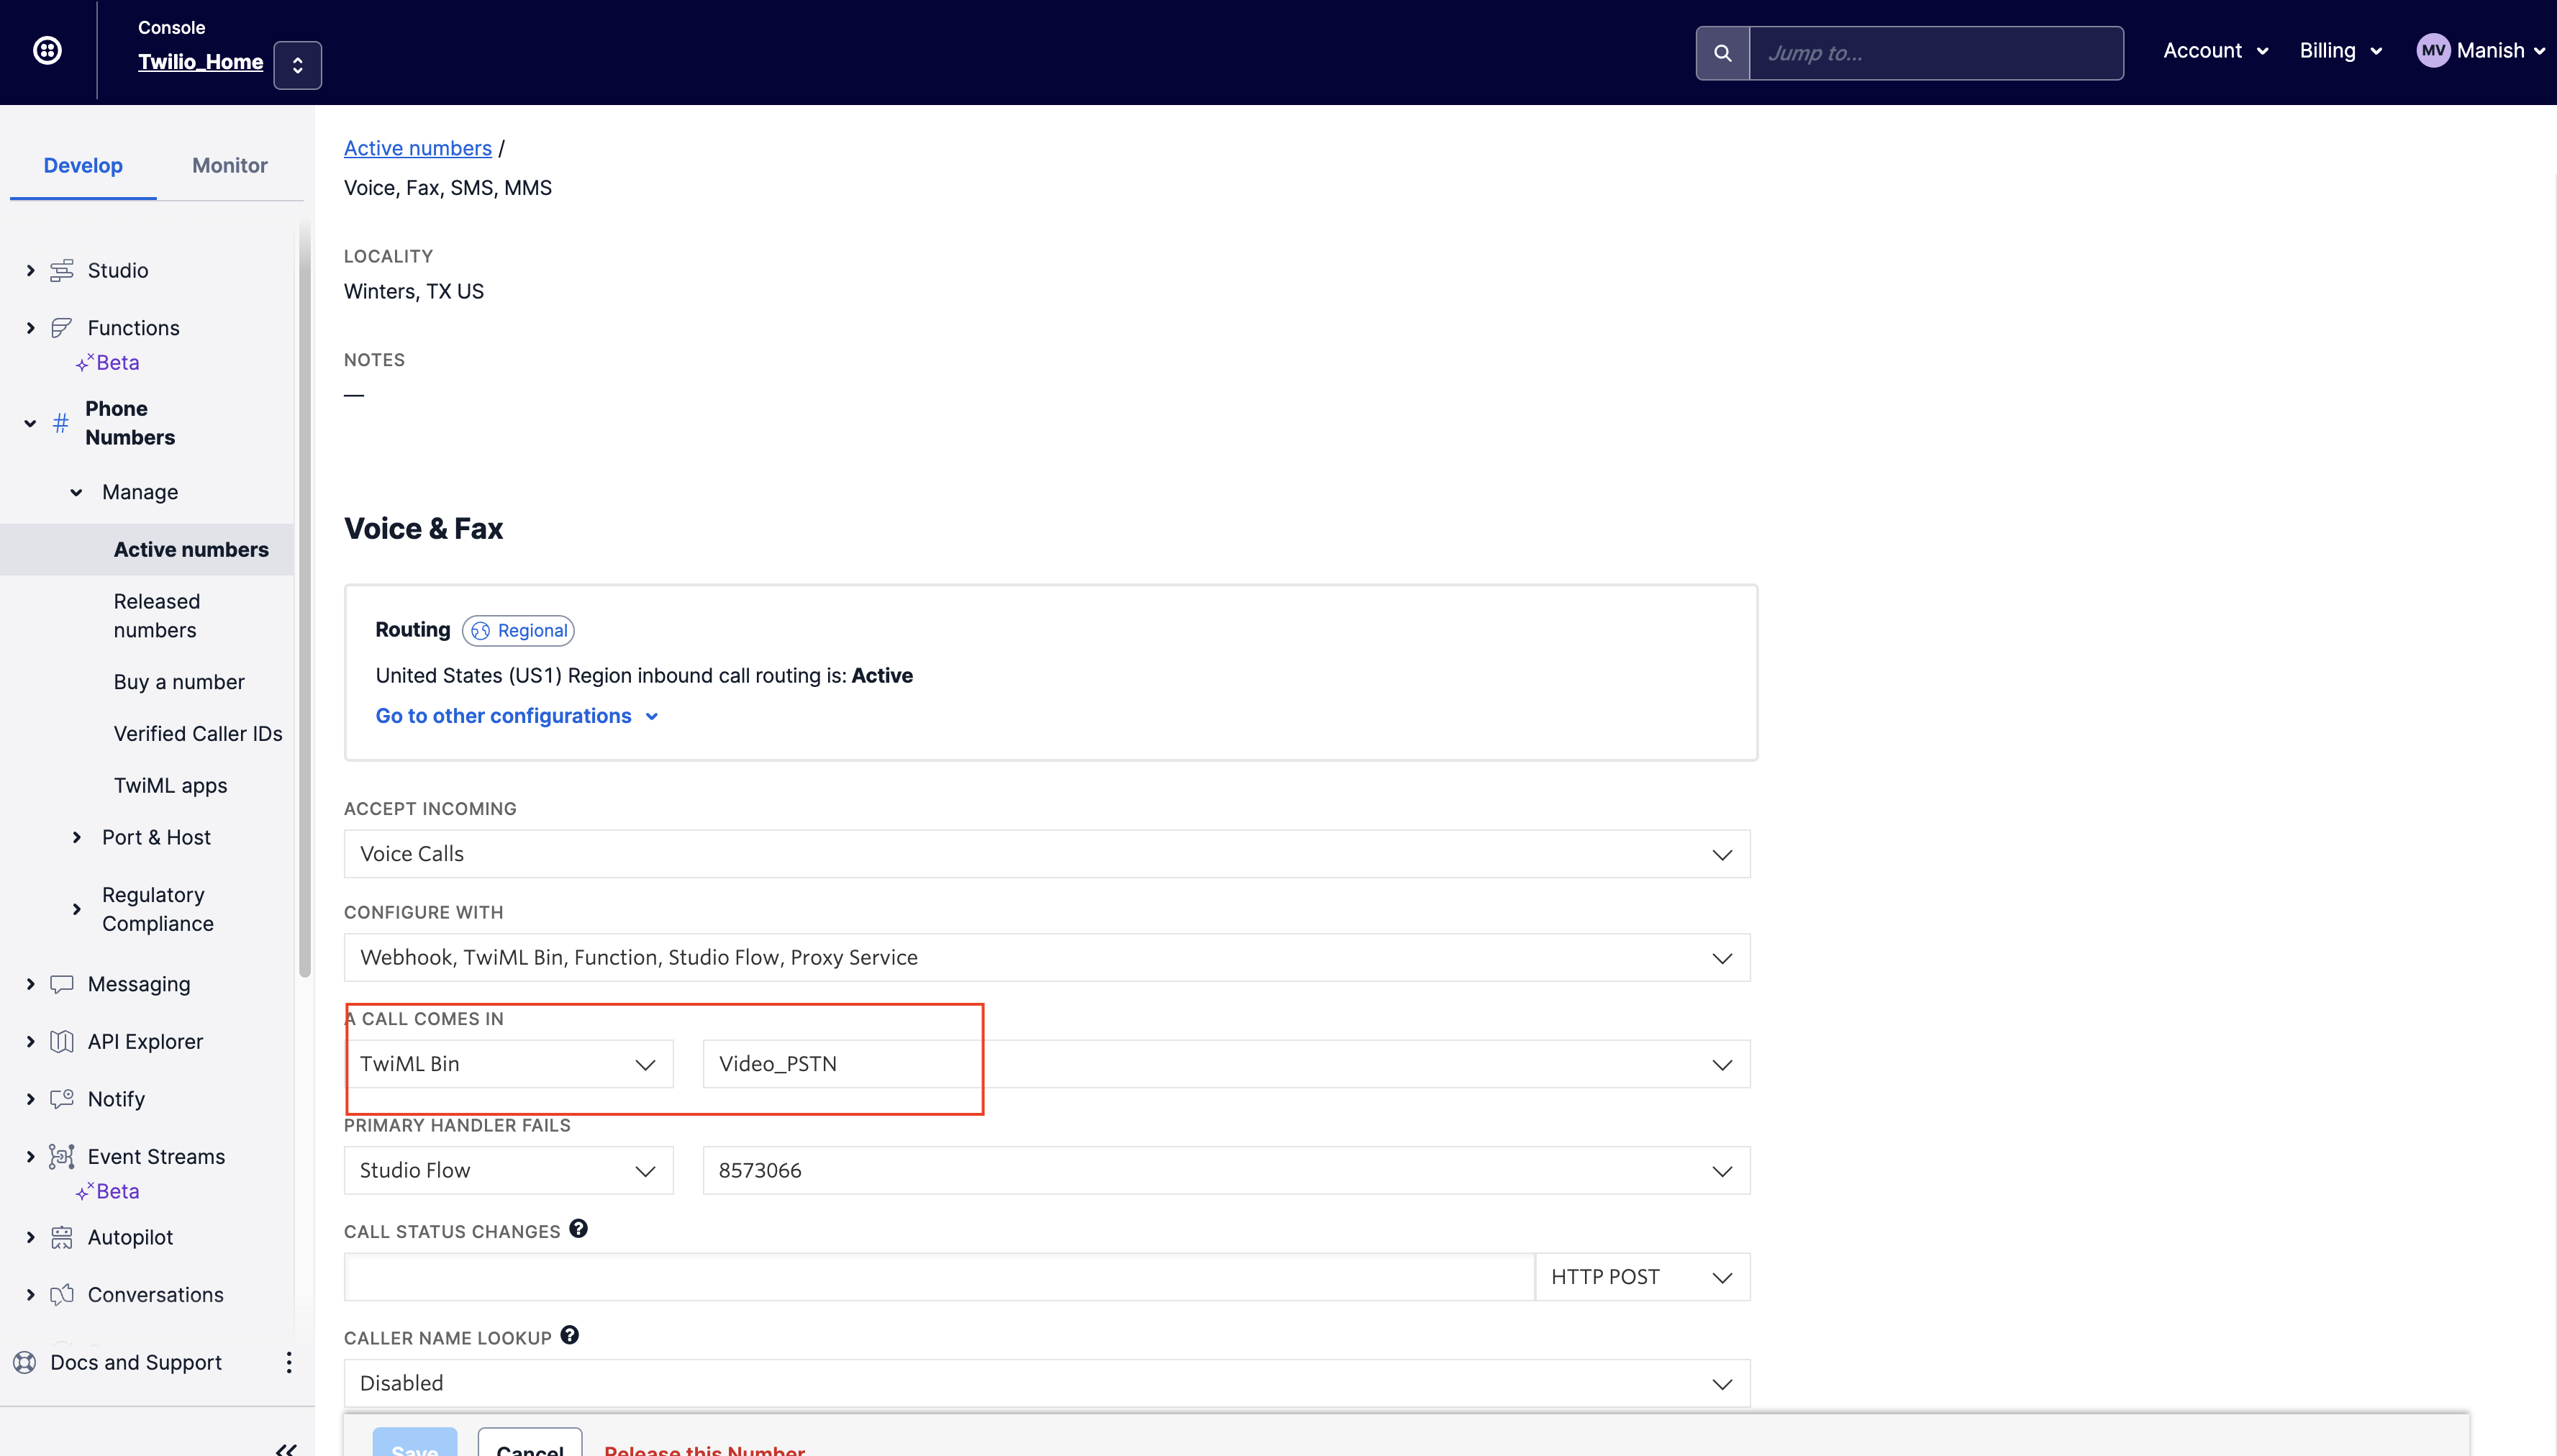 Console
Twilio_Home
Jump to...
Account
Billing
MV
Manish
Develop
Monitor
Studio
Functions
Beta
Phone
Numbers
Manage
Active numbers
Released
numbers
Buy a number
Verified Caller IDs
TwiML apps
Port & Host
Regulatory
Compliance
Messaging
API Explorer
Notify
Event Streams
Beta
Autopilot
Conversations
Docs and Support
Active numbers /
Voice, Fax, SMS, MMS
LOCALITY
Winters, TX US
NOTES
—
Voice & Fax
Routing
Regional
United States (US1) Region inbound call routing is: Active
Go to other configurations
ACCEPT INCOMING
Voice Calls
CONFIGURE WITH
Webhook, TwiML Bin, Function, Studio Flow, Proxy Service
A CALL COMES IN
TwiML Bin
Video_PSTN
PRIMARY HANDLER FAILS
Studio Flow
8573066
CALL STATUS CHANGES
HTTP POST
CALLER NAME LOOKUP
Disabled
Save
Cancel
Release this Number